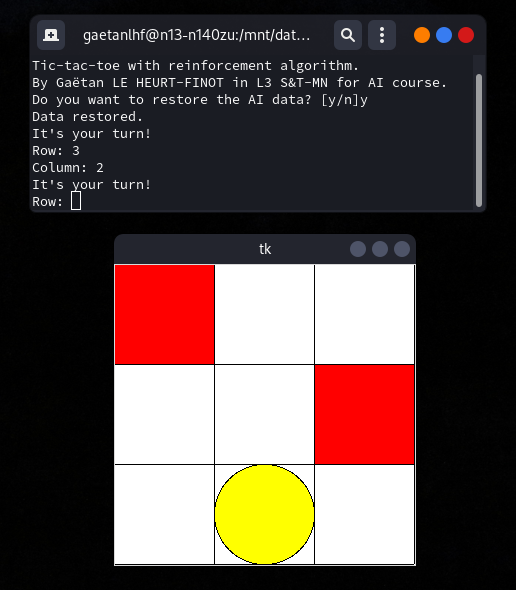 gaetanlhf@n13-n140zu:/mnt/dat...
Tic-tac-toe with reinforcement algorithm.
By Gaëtan LE HEURT-FINOT in L3 S&T-MN for AI course.
Do you want to restore the AI data? [y/n]y
Data restored.
It's your turn!
Row: 3
Column: 2
It's your turn!
Row:
tk